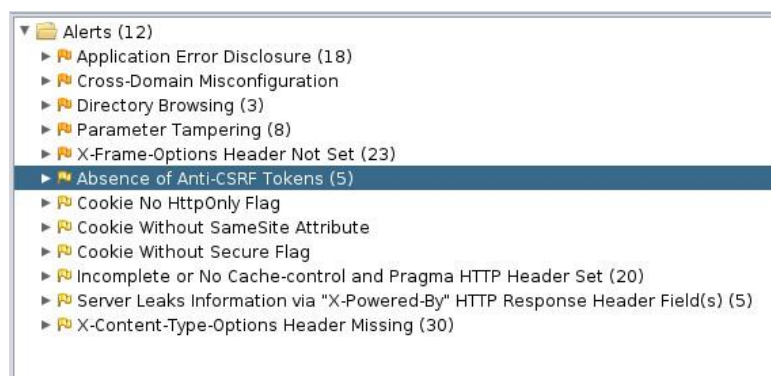 Alerts (12)
Application Error Disclosure (18)
Cross-Domain Misconfiguration
Directory Browsing (3)
Parameter Tampering (8)
X-Frame-Options Header Not Set (23)
Absence of Anti-CSRF Tokens (5)
Cookie No HttpOnly Flag
Cookie Without SameSite Attribute
Cookie Without Secure Flag
Incomplete or No Cache-control and Pragma HTTP Header Set (20)
Server Leaks Information via "X-Powered-By" HTTP Response Header Field(s) (5)
X-Content-Type-Options Header Missing (30)